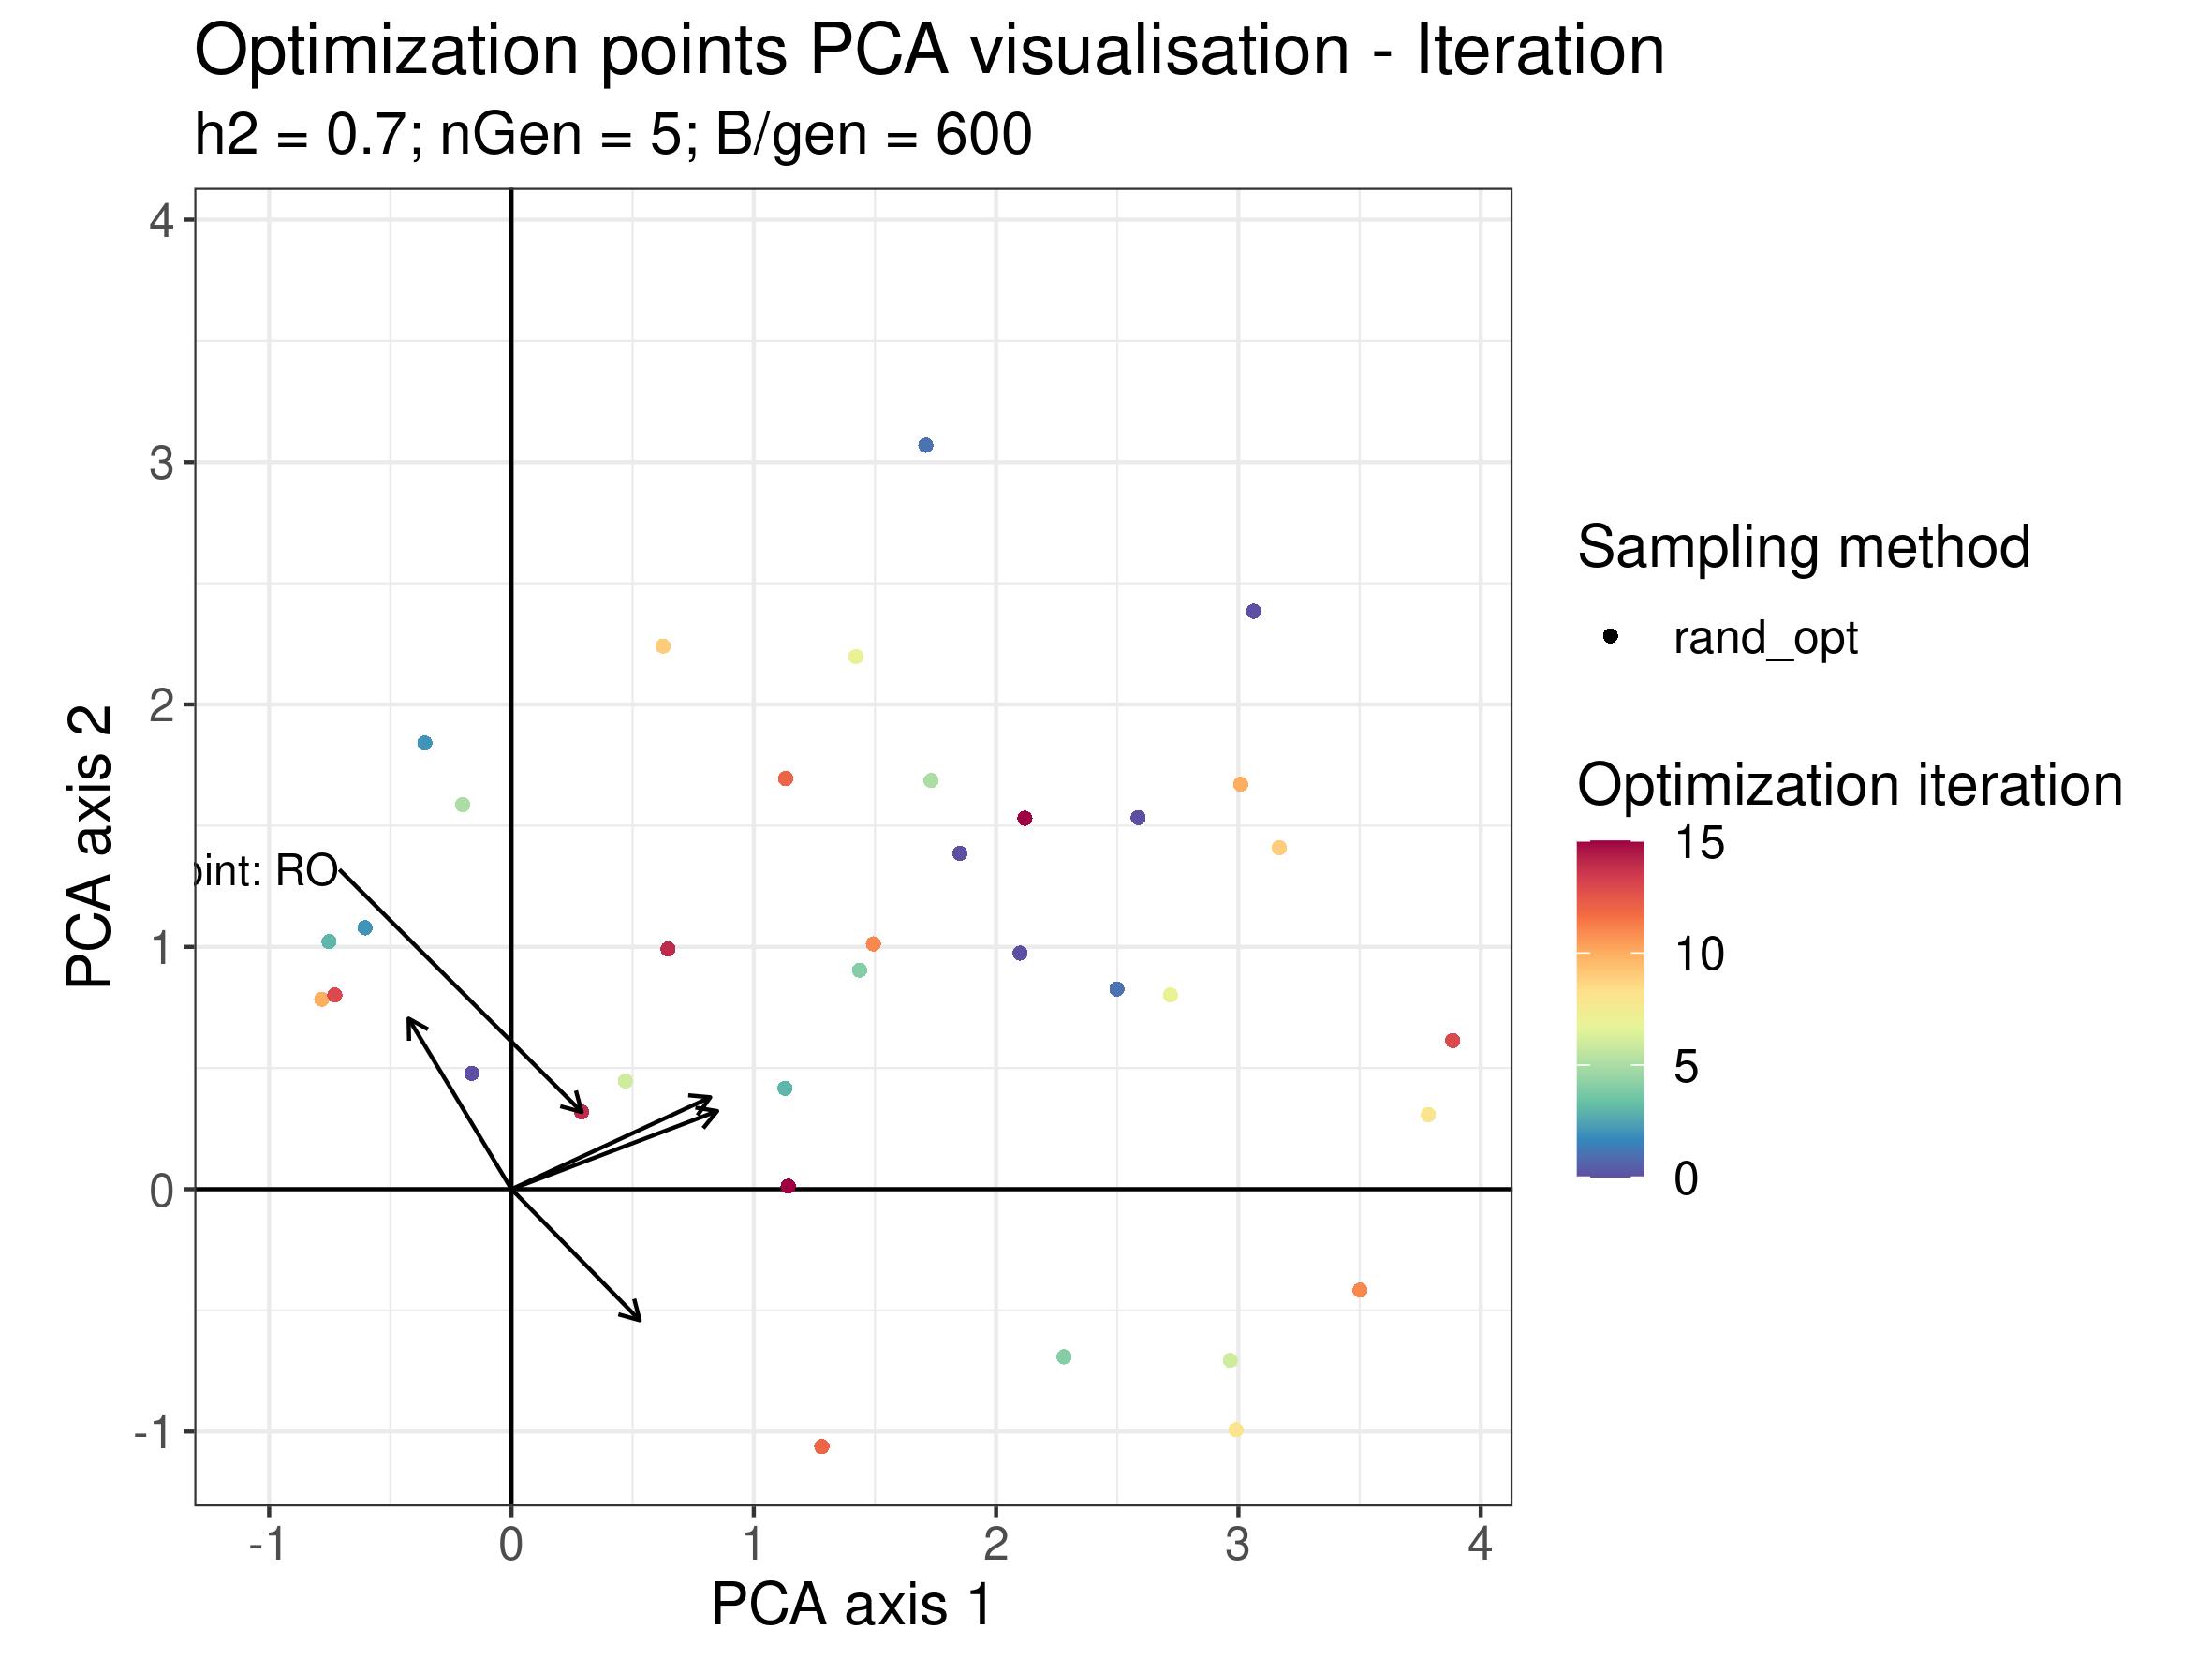 Optimization points PCA visualisation - Iteration
h2 = 0.7; nGen = 5; B/gen = 600
4
3
2
1
0
-1
PCA axis 2
oint: RO
-1
0
1
2
3
4
PCA axis 1
Sampling method
rand_opt
Optimization iteration
15
10
5
0